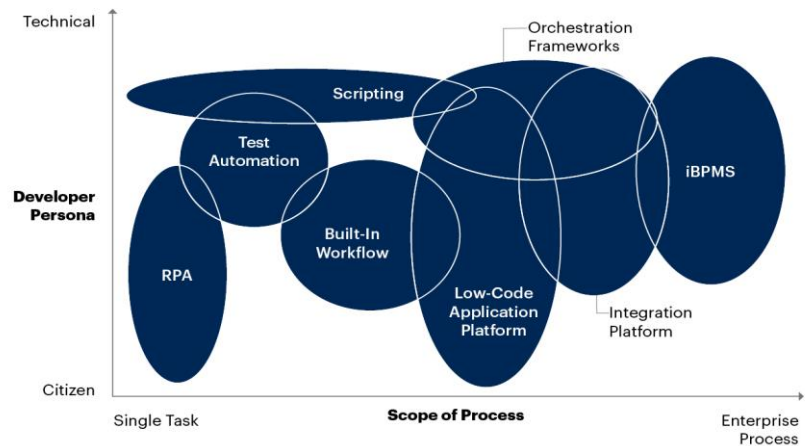 Technical
Orchestration
Frameworks
Scripting
Test
Automation
iBPMS
Developer
Persona
Built-In
Workflow
RPA
Low-Code
Application
Platform
Integration
Platform
Citizen
Single Task
Scope of Process
Enterprise
Process